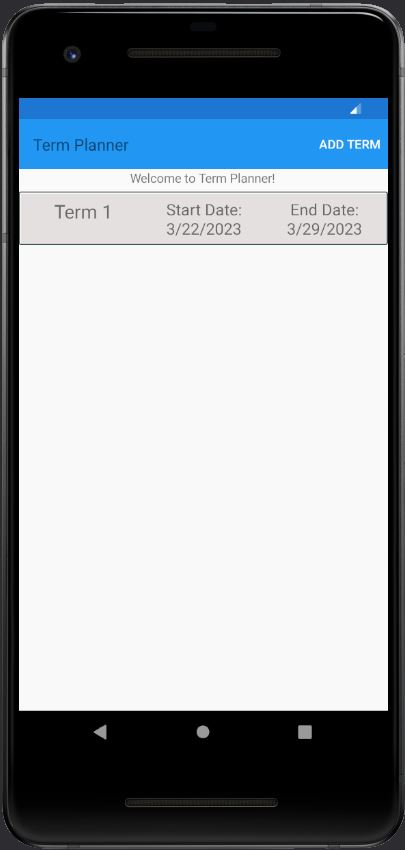 Term Planner
ADD TERM
Welcome to Term Planner!
Term 1
Start Date:
3/22/2023
End Date:
3/29/2023